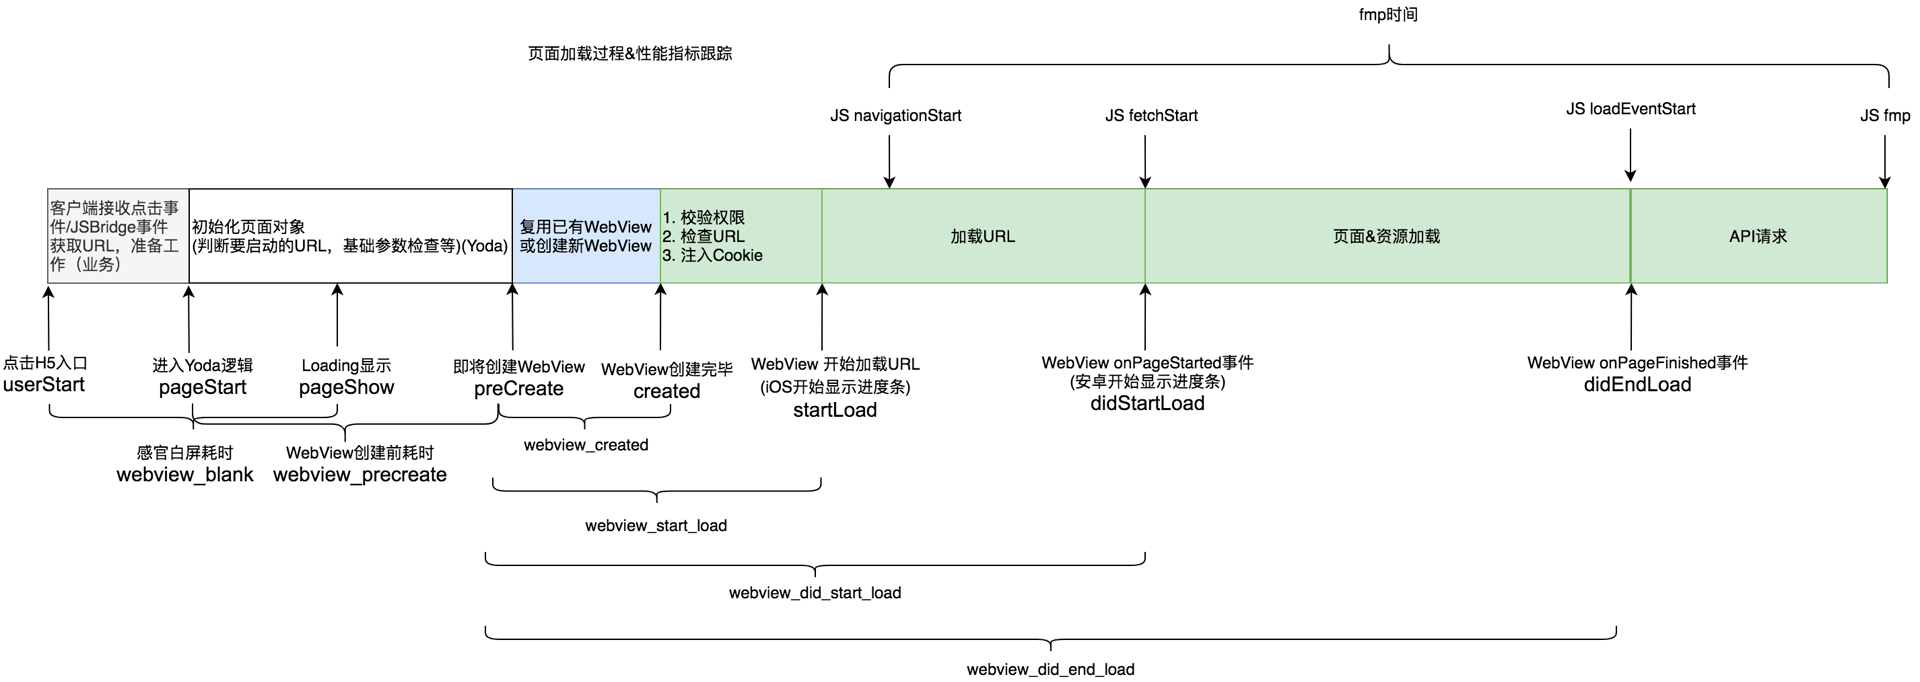 fmp时间
页面加载过程&性能指标跟踪
JS navigationStart
JS fetchStart
JS loadEventStart
JS fmp
客户端接收点击事
件/JSBridge事件
获取URL，准备工
作（业务）
初始化页面对象
(判断要启动的URL，基础参数检查等)(Yoda)
复用已有WebView
或创建新WebView
1. 校验权限
2. 检查URL
3. 注入Cookie
加载URL
页面&资源加载
API请求
点击H5入口
userStart
进入Yoda逻辑
pageStart
Loading显示
pageShow
即将创建WebView
preCreate
WebView创建完毕
created
WebView 开始加载URL
(iOS开始显示进度条)
startLoad
WebView onPageStarted事件
(安卓开始显示进度条)
didStartLoad
WebView onPageFinished事件
didEndLoad
感官白屏耗时
webview_blank
WebView创建前耗时
webview_precreate
webview_created
webview_start_load
webview_did_start_load
webview_did_end_load